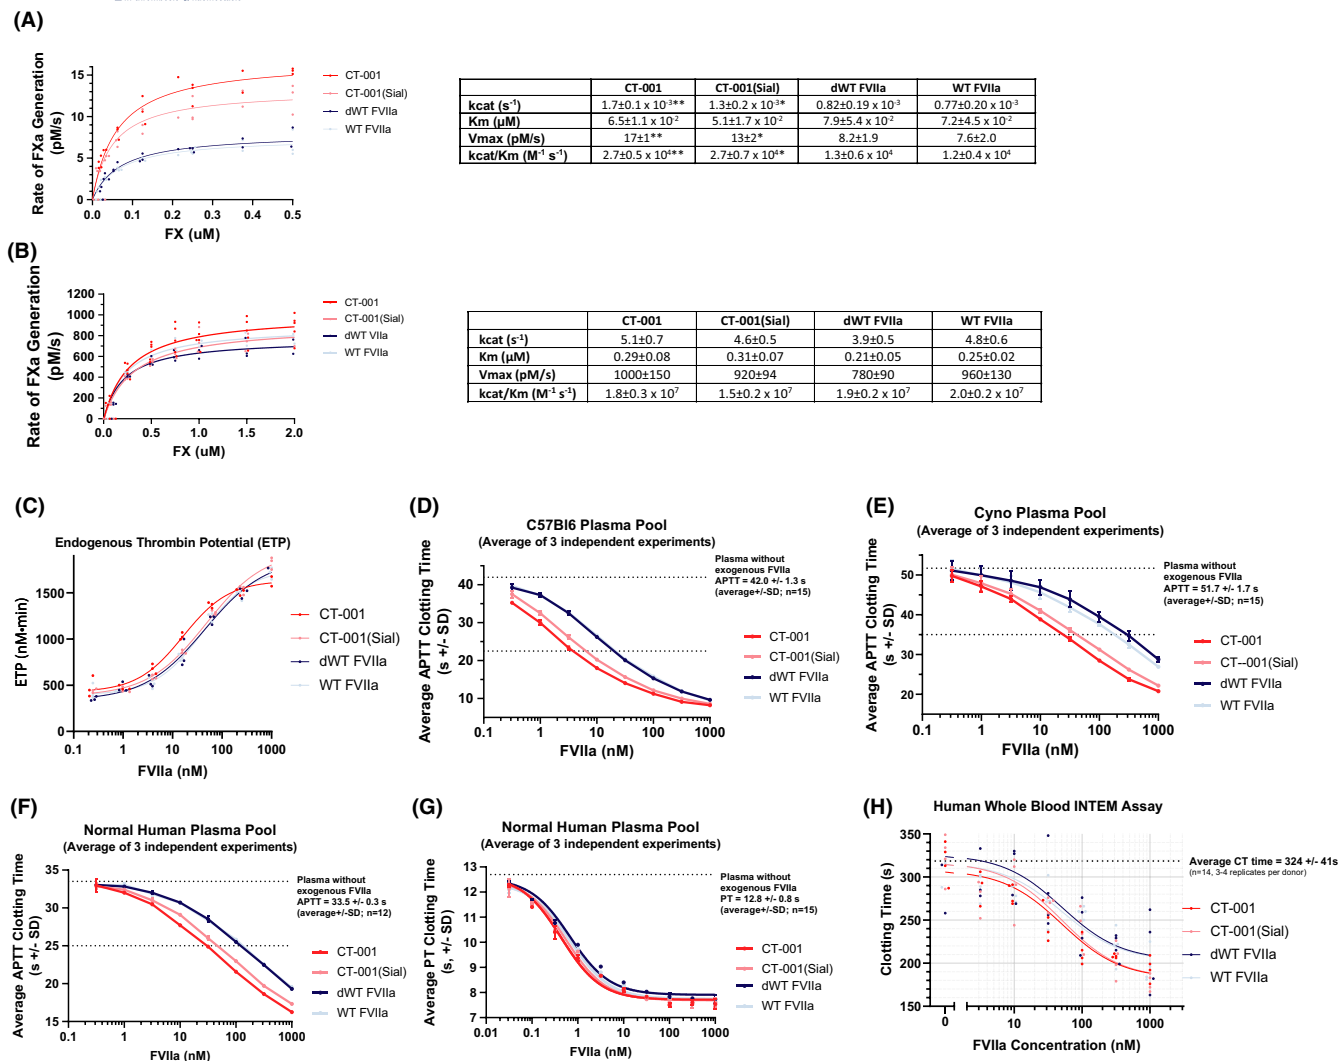 (A)
Rate of FXa Generation
(pM/s)
15
10
5
0
0.0 0.1 0.2 0.3 0.4 0.5
FX (uM)
CT-001
CT-001(Sial)
dWT FVIIa
WT FVIIa
CT-001 CT-001(Sial) dWT FVIIa WT FVIIa
kcat (s-1) 1.7±0.1 x 10-3** 1.3±0.2 x 10-3* 0.82±0.19 x 10-3 0.77±0.20 x 10-3
Km (µM) 6.5±1.1 x 10-2 5.1±1.7 x 10-2 7.9±5.4 x 10-2 7.2±4.5 x 10-2
Vmax (pM/s) 17±1** 13±2* 8.2±1.9 7.6±2.0
kcat/Km (M-1 s-1) 2.7±0.5 x 104** 2.7±0.7 x 104* 1.3±0.6 x 104 1.2±0.4 x 104
(B)
Rate of FXa Generation
(pM/s)
1200
1000
800
600
400
200
0
0.0 0.5 1.0 1.5 2.0
FX (uM)
CT-001
CT-001(Sial)
dWT VIIa
WT FVIIa
CT-001 CT-001(Sial) dWT FVIIa WT FVIIa
kcat (s-1) 5.1±0.7 4.6±0.5 3.9±0.5 4.8±0.6
Km (µM) 0.29±0.08 0.31±0.07 0.21±0.05 0.25±0.02
Vmax (pM/s) 1000±150 920±94 780±90 960±130
kcat/Km (M-1 s-1) 1.8±0.3 x 107 1.5±0.2 x 107 1.9±0.2 x 107 2.0±0.2 x 107
(C)
Endogenous Thrombin Potential (ETP)
ETP (nM•min)
1500
1000
500
0
0.1 1 10 100 1000
FVIIa (nM)
CT-001
CT-001(Sial)
dWT FVIIa
WT FVIIa
(D)
C57Bl6 Plasma Pool
(Average of 3 independent experiments)
Average APTT Clotting Time
(s +/- SD)
40
30
20
10
0.1 1 10 100 1000
FVIIa (nM)
Plasma without
exogenous FVIIa
APTT = 42.0 +/- 1.3 s
(average+/-SD; n=15)
CT-001
CT-001(Sial)
dWT FVIIa
WT FVIIa
(E)
Cyno Plasma Pool
(Average of 3 independent experiments)
Average APTT Clotting Time
(s +/- SD)
50
40
30
20
0.1 1 10 100 1000
FVIIa (nM)
Plasma without
exogenous FVIIa
APTT = 51.7 +/- 1.7 s
(average+/-SD; n=15)
CT-001
CT--001(Sial)
dWT FVIIa
WT FVIIa
(F)
Normal Human Plasma Pool
(Average of 3 independent experiments)
Average APTT Clotting Time
(s +/- SD)
35
30
25
20
15
0.1 1 10 100 1000
FVIIa (nM)
Plasma without
exogenous FVIIa
APTT = 33.5 +/- 0.3 s
(average+/-SD; n=12)
CT-001
CT-001(Sial)
dWT FVIIa
WT FVIIa
(G)
Normal Human Plasma Pool
(Average of 3 independent experiments)
Average PT Clotting Time
(s, +/- SD)
13
12
11
10
9
8
7
0.01 0.1 1 10 100 1000
FVIIa (nM)
Plasma without
exogenous FVIIa
PT = 12.8 +/- 0.8 s
(average+/-SD; n=15)
CT-001
CT-001(Sial)
dWT FVIIa
WT FVIIa
(H)
Human Whole Blood INTEM Assay
Clotting Time (s)
350
300
250
200
150
0 10 100 1000
FVIIa Concentration (nM)
Average CT time = 324 +/- 41s
(n=14, 3-4 replicates per donor)
CT-001
CT-001(Sial)
dWT FVIIa
WT FVIIa